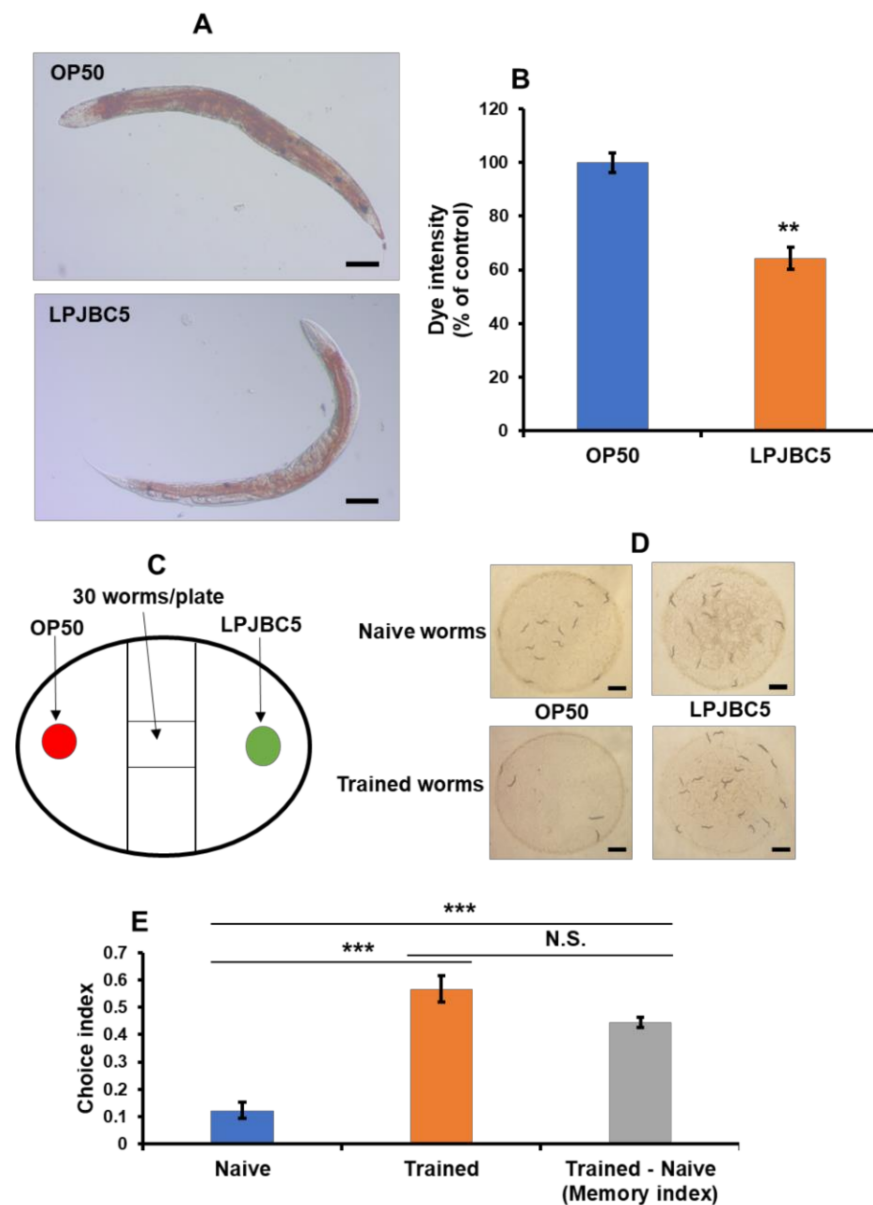 A
OP50
LPJBC5
B
Dye intensity
(% of control)
120
100
80
60
40
20
0
**
OP50
LPJBC5
C
30 worms/plate
OP50
LPJBC5
D
Naive worms
OP50
LPJBC5
Trained worms
E
***
***
N.S.
Choice index
0.7
0.6
0.5
0.4
0.3
0.2
0.1
0
Naive
Trained
Trained - Naive
(Memory index)